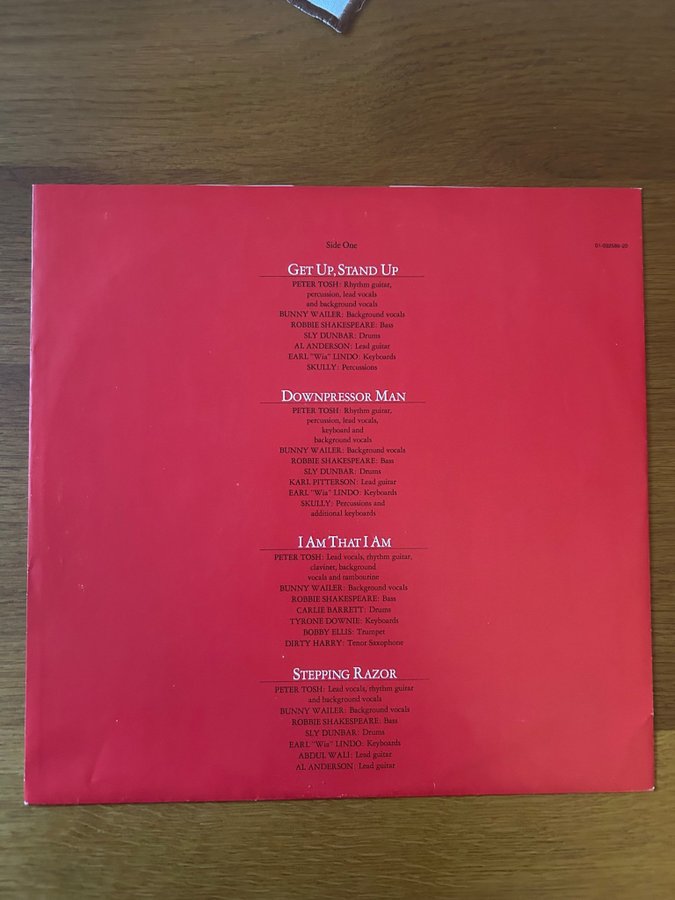 Side One
01-082586-20
GET UP, STAND UP
PETER TOSH: Rhythm guitar,
percussion, lead vocals
and background vocals
BUNNY WAILER: Background vocals
ROBBIE SHAKESPEARE: Bass
SLY DUNBAR: Drums
AL ANDERSON: Lead guitar
EARL "Wia" LINDO: Keyboards
SKULLY: Percussions
DOWNPRESSOR MAN
PETER TOSH: Rhythm guitar,
percussion, lead vocals,
keyboard and
background vocals
BUNNY WAILER: Background vocals
ROBBIE SHAKESPEARE: Bass
SLY DUNBAR: Drums
KARL PITTERSON: Lead guitar
EARL "Wia" LINDO: Keyboards
SKULLY: Percussions and
additional keyboards
I AM THAT I AM
PETER TOSH: Lead vocals, rhythm guitar,
clavinet, background
vocals and tambourine
BUNNY WAILER: Background vocals
ROBBIE SHAKESPEARE: Bass
CARLIE BARRETT: Drums
TYRONE DOWNIE: Keyboards
BOBBY ELLIS: Trumpet
DIRTY HARRY: Tenor Saxophone
STEPPING RAZOR
PETER TOSH: Lead vocals, rhythm guitar
and background vocals
BUNNY WAILER: Background vocals
ROBBIE SHAKESPEARE: Bass
SLY DUNBAR: Drums
EARL "Wia" LINDO: Keyboards
ABDUL WALI: Lead guitar
AL ANDERSON: Lead guitar